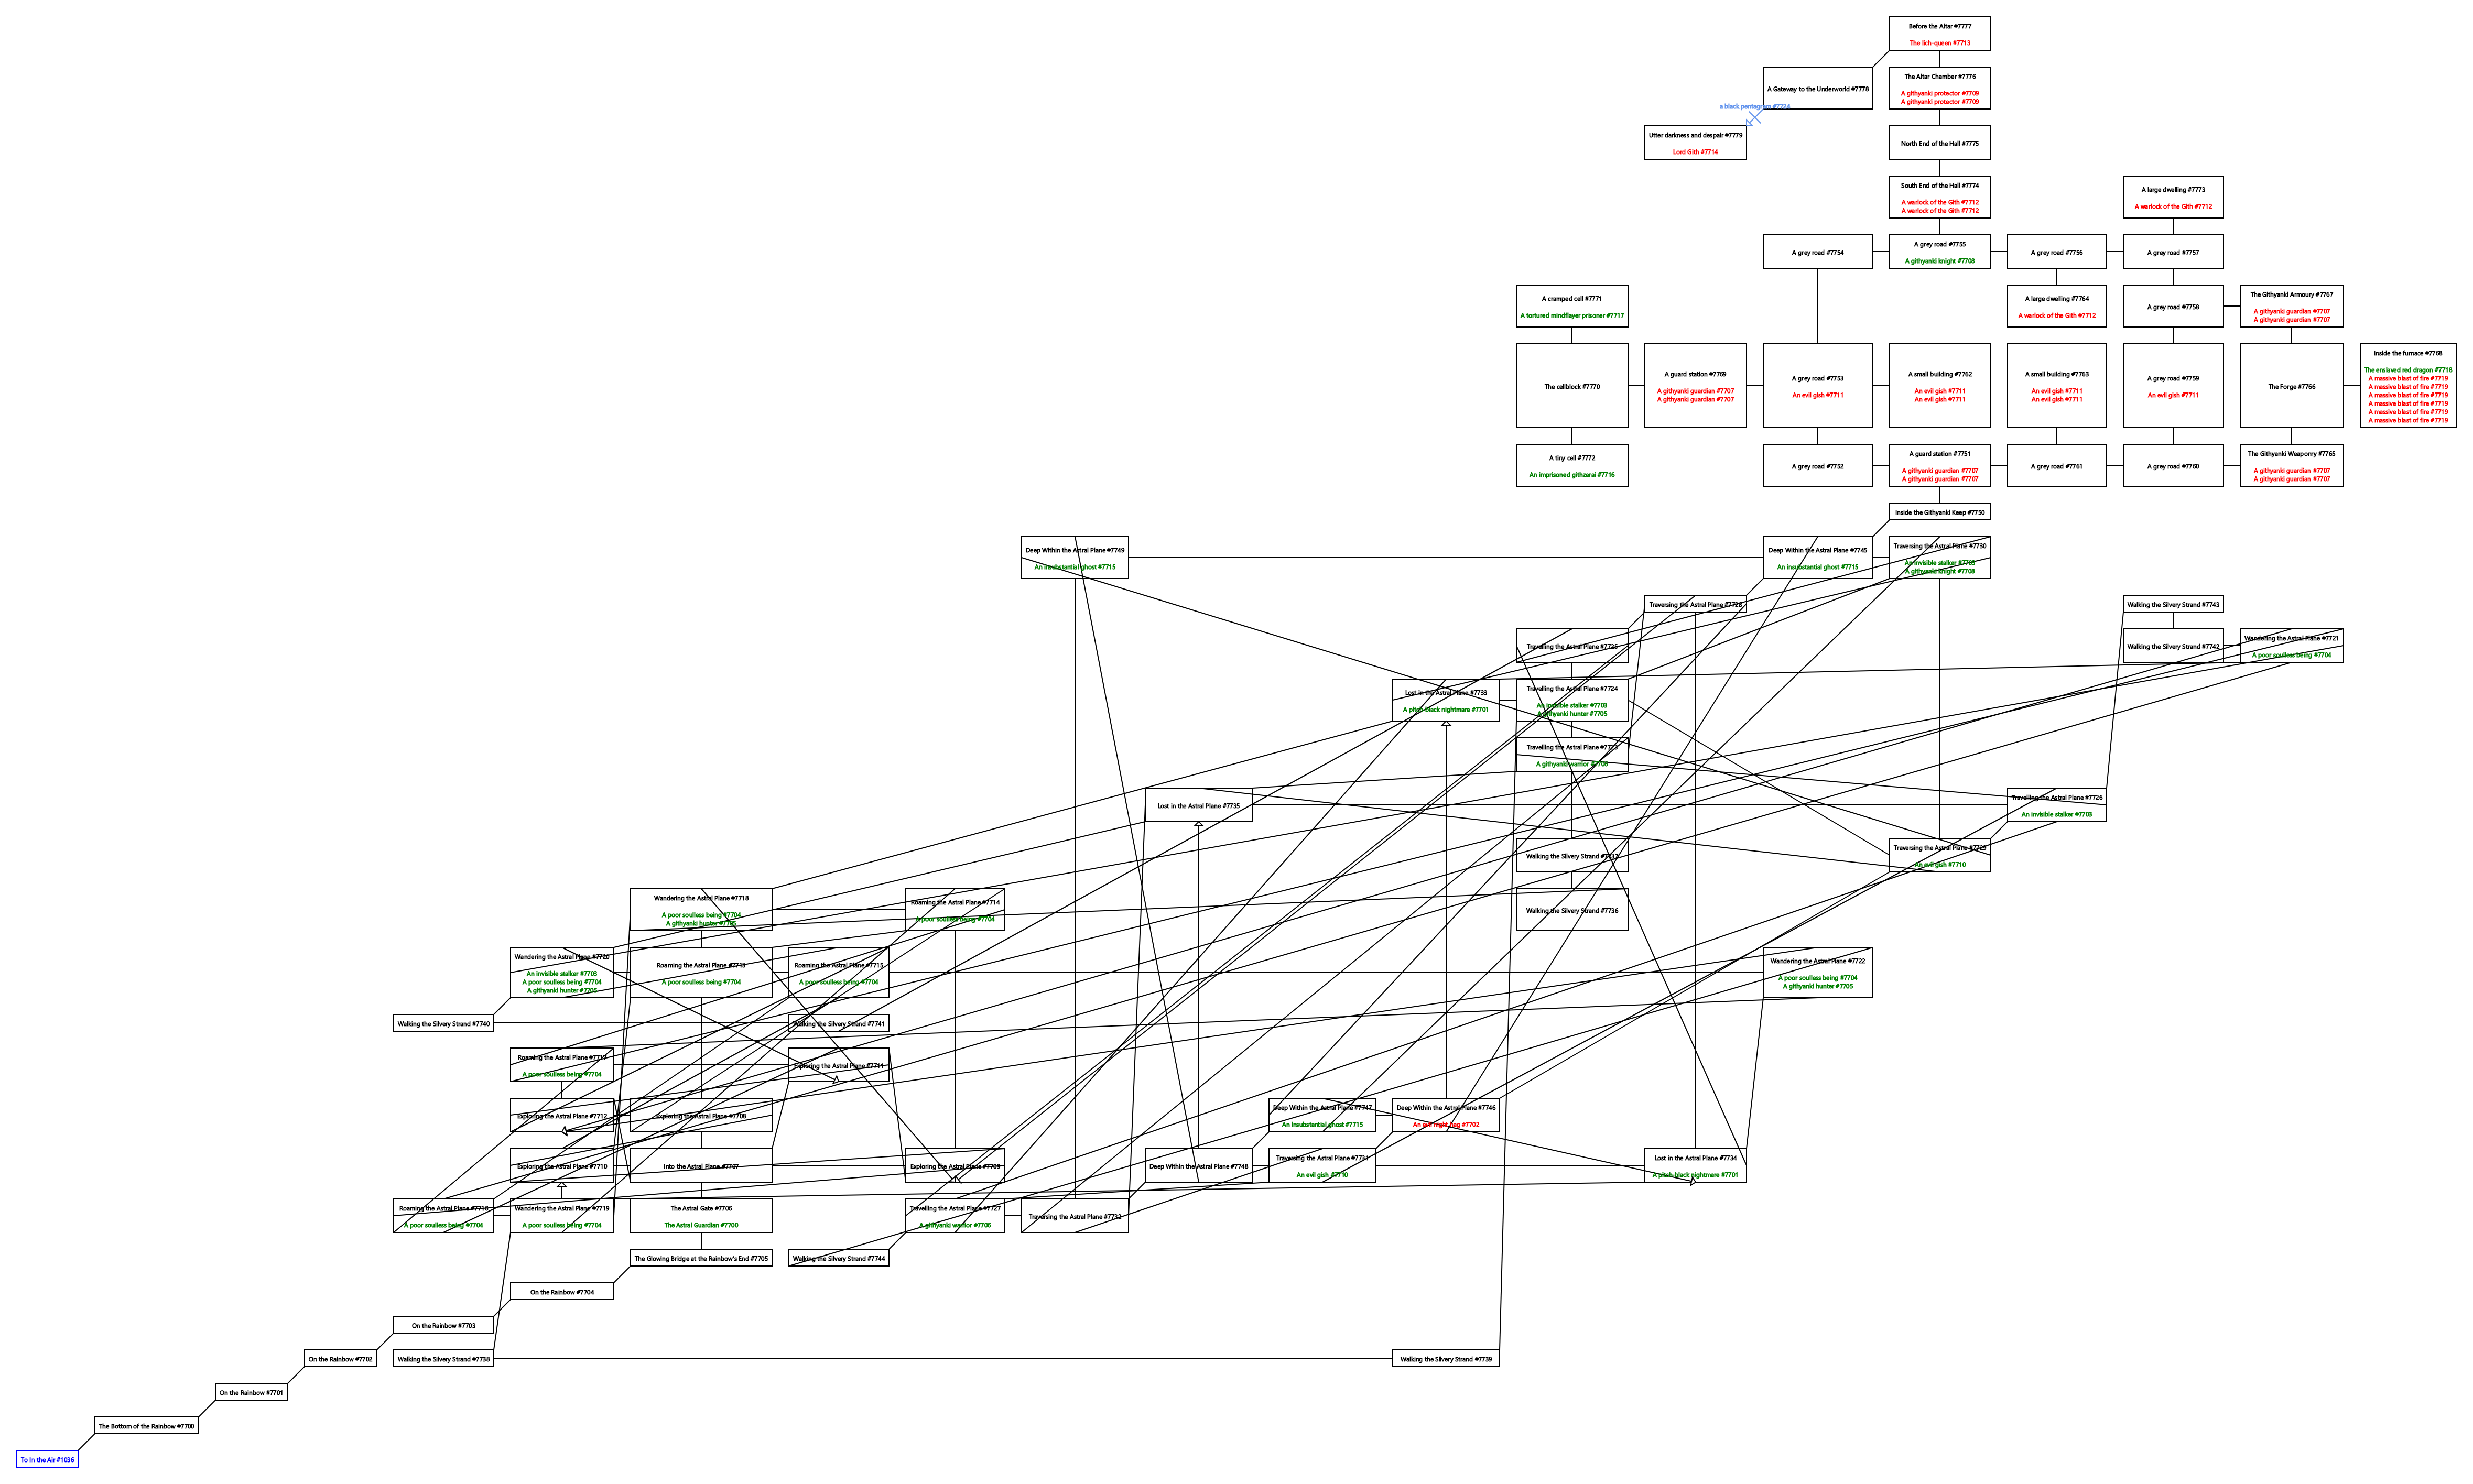 Before the Altar #7777
The lich-queen #7713
The Altar Chamber #7776
A githyanki protector #7709
A githyanki protector #7709
A Gateway to the Underworld #7778
a black pentagram #7724
Utter darkness and despair #7779
Lord Gith #7714
North End of the Hall #7775
South End of the Hall #7774
A warlock of the Gith #7712
A warlock of the Gith #7712
A large dwelling #7773
A warlock of the Gith #7712
A grey road #7754
A grey road #7755
A githyanki knight #7708
A grey road #7756
A grey road #7757
A cramped cell #7771
A tortured mindflayer prisoner #7717
A large dwelling #7764
A warlock of the Gith #7712
A grey road #7758
The Githyanki Armoury #7767
A githyanki guardian #7707
A githyanki guardian #7707
The cellblock #7770
A guard station #7769
A githyanki guardian #7707
A githyanki guardian #7707
A grey road #7753
An evil gish #7711
A small building #7762
An evil gish #7711
An evil gish #7711
A small building #7763
An evil gish #7711
An evil gish #7711
A grey road #7759
An evil gish #7711
The Forge #7766
Inside the furnace #7768
The enslaved red dragon #7718
A massive blast of fire #7719
A massive blast of fire #7719
A massive blast of fire #7719
A massive blast of fire #7719
A massive blast of fire #7719
A massive blast of fire #7719
A tiny cell #7772
An imprisoned githzerai #7716
A grey road #7752
A guard station #7751
A githyanki guardian #7707
A githyanki guardian #7707
A grey road #7761
A grey road #7760
The Githyanki Weaponry #7765
A githyanki guardian #7707
A githyanki guardian #7707
Inside the Githyanki Keep #7750
Deep Within the Astral Plane #7749
An insubstantial ghost #7715
Deep Within the Astral Plane #7745
An insubstantial ghost #7715
Traversing the Astral Plane #7730
An invisible stalker #7703
A githyanki knight #7708
Traversing the Astral Plane #7728
Walking the Silvery Strand #7743
Travelling the Astral Plane #7725
Walking the Silvery Strand #7742
Wandering the Astral Plane #7721
A poor soulless being #7704
Lost in the Astral Plane #7733
A pitch-black nightmare #7701
Travelling the Astral Plane #7724
An invisible stalker #7703
A githyanki hunter #7705
Travelling the Astral Plane #7723
A githyanki warrior #7706
Lost in the Astral Plane #7735
Travelling the Astral Plane #7726
An invisible stalker #7703
Walking the Silvery Strand #7737
Traversing the Astral Plane #7729
An evil gish #7710
Wandering the Astral Plane #7718
A poor soulless being #7704
A githyanki hunter #7705
Roaming the Astral Plane #7714
A poor soulless being #7704
Walking the Silvery Strand #7736
Wandering the Astral Plane #7720
An invisible stalker #7703
A poor soulless being #7704
A githyanki hunter #7705
Roaming the Astral Plane #7713
A poor soulless being #7704
Roaming the Astral Plane #7715
A poor soulless being #7704
Wandering the Astral Plane #7722
A poor soulless being #7704
A githyanki hunter #7705
Walking the Silvery Strand #7740
Walking the Silvery Strand #7741
Roaming the Astral Plane #7717
A poor soulless being #7704
Exploring the Astral Plane #7711
Exploring the Astral Plane #7712
Exploring the Astral Plane #7708
Deep Within the Astral Plane #7747
An insubstantial ghost #7715
Deep Within the Astral Plane #7746
An evil night hag #7702
Exploring the Astral Plane #7710
Into the Astral Plane #7707
Exploring the Astral Plane #7709
Deep Within the Astral Plane #7748
Traversing the Astral Plane #7731
An evil gish #7710
Lost in the Astral Plane #7734
A pitch-black nightmare #7701
Roaming the Astral Plane #7716
A poor soulless being #7704
Wandering the Astral Plane #7719
A poor soulless being #7704
The Astral Gate #7706
The Astral Guardian #7700
Travelling the Astral Plane #7727
A githyanki warrior #7706
Traversing the Astral Plane #7732
The Glowing Bridge at the Rainbow's End #7705
Walking the Silvery Strand #7744
On the Rainbow #7704
On the Rainbow #7703
On the Rainbow #7702
Walking the Silvery Strand #7738
Walking the Silvery Strand #7739
On the Rainbow #7701
The Bottom of the Rainbow #7700
To In the Air #1036